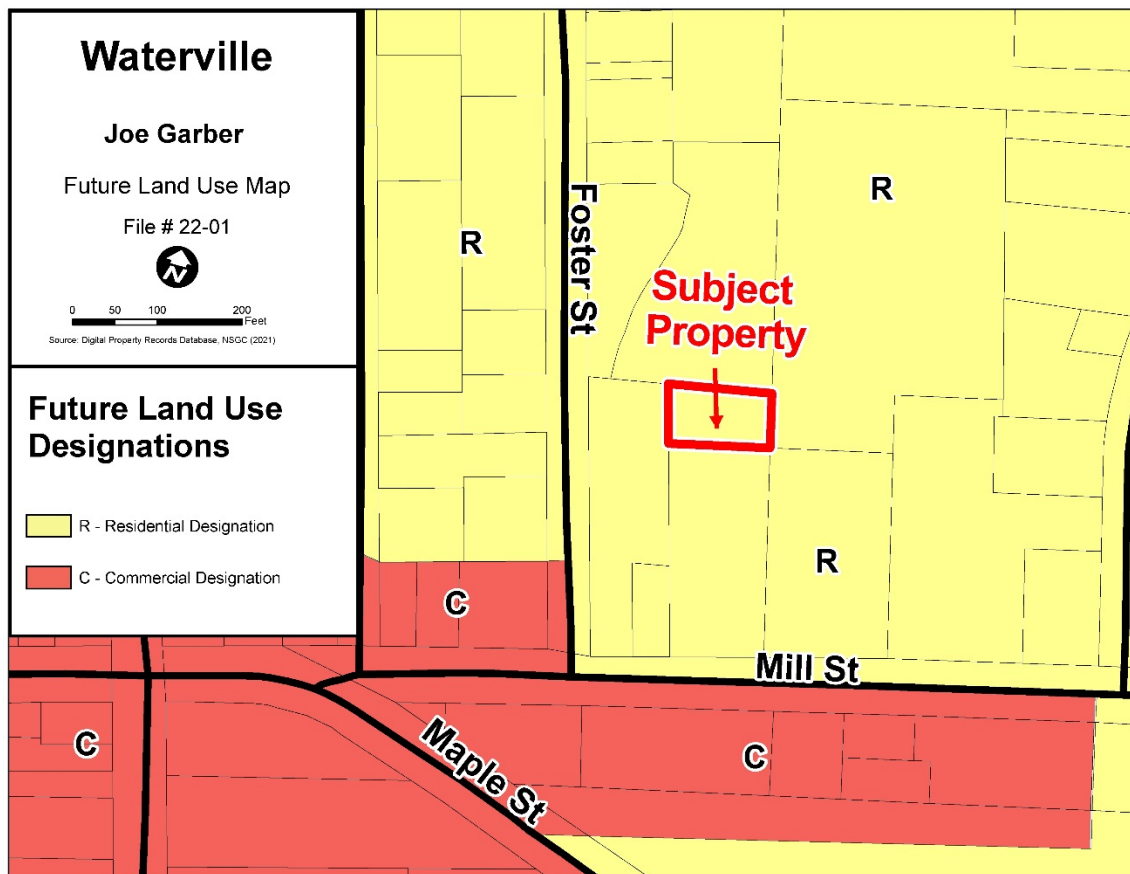 Waterville
Joe Garber
Future Land Use Map
File # 22-01
N
0 50 100 200
Feet
Source: Digital Property Records Database, NSGC (2021)
Future Land Use
Designations
R - Residential Designation
C - Commercial Designation
R
R
Foster St
Subject
Property
R
C
Mill St
C
Maple St
C